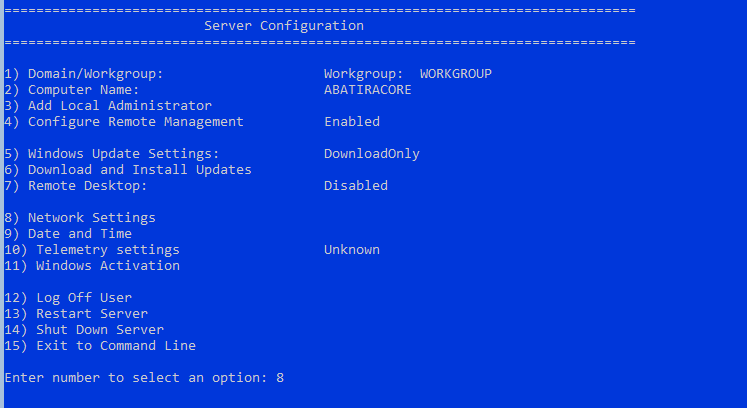 ===============================================================================
Server Configuration
===============================================================================
1) Domain/Workgroup: Workgroup: WORKGROUP
2) Computer Name: ABATIRACORE
3) Add Local Administrator
4) Configure Remote Management Enabled
5) Windows Update Settings: DownloadOnly
6) Download and Install Updates
7) Remote Desktop: Disabled
8) Network Settings
9) Date and Time
10) Telemetry settings Unknown
11) Windows Activation
12) Log Off User
13) Restart Server
14) Shut Down Server
15) Exit to Command Line
Enter number to select an option: 8